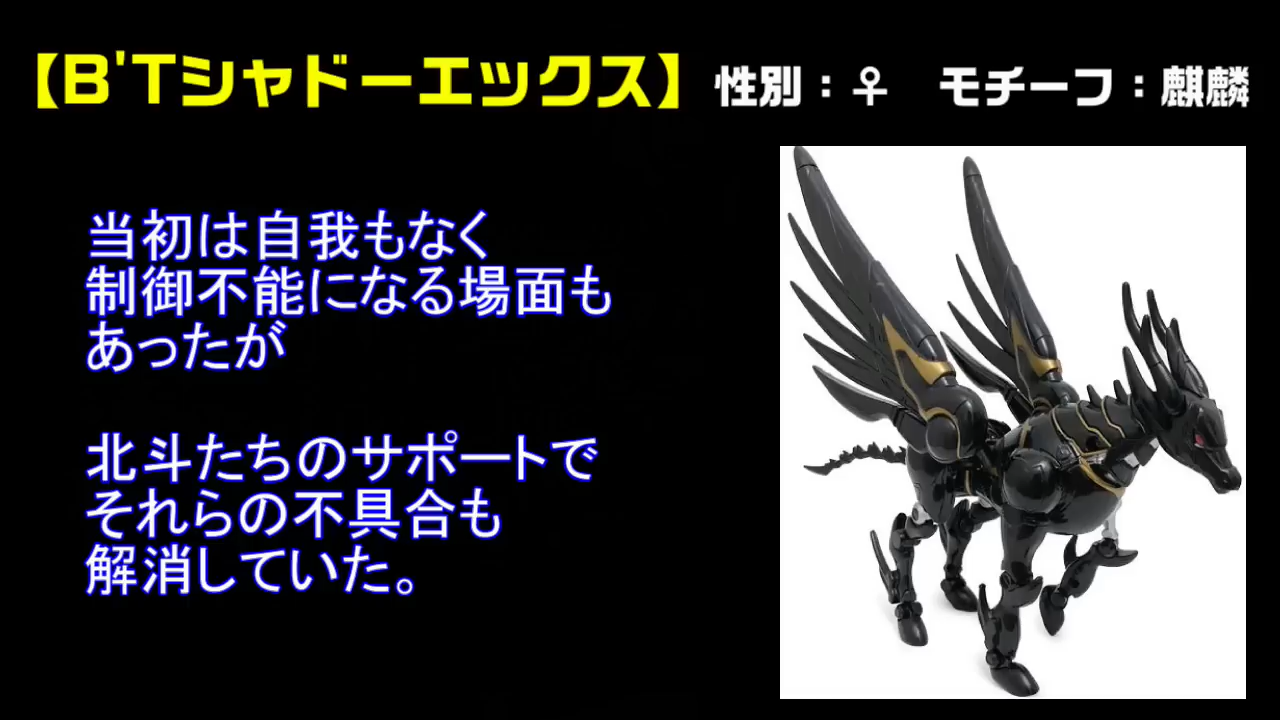 【B'Tシャドーエックス】 性別：♀　モチーフ：麒麟
当初は自我もなく
制御不能になる場面も
あったが
北斗たちのサポートで
それらの不具合も
解消していた。